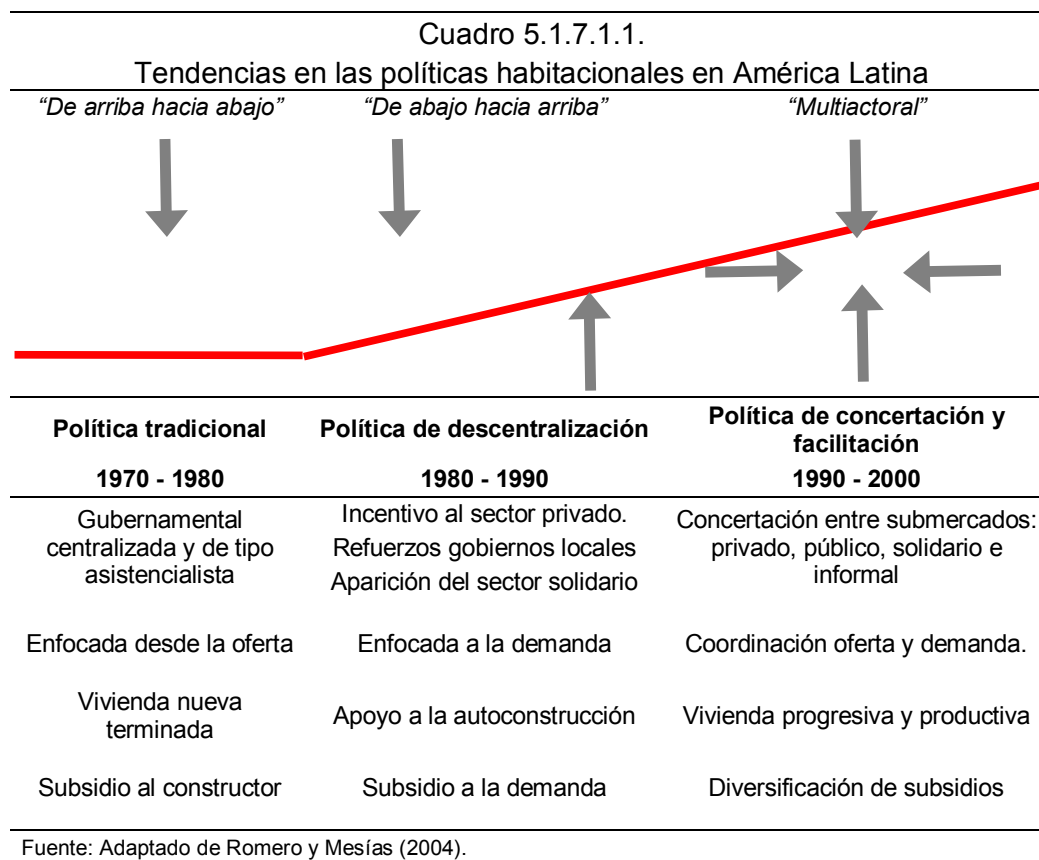 Cuadro 5.1.7.1.1.
Tendencias en las políticas habitacionales en América Latina
“De arriba hacia abajo” “De abajo hacia arriba” “Multiactoral”
Política tradicional
Política de descentralización
Política de concertación y
facilitación
1970 - 1980
1980 - 1990
1990 - 2000
Gubernamental
centralizada y de tipo
asistencialista
Incentivo al sector privado.
Refuerzos gobiernos locales
Aparición del sector solidario
Concertación entre submercados:
privado, público, solidario e
informal
Enfocada desde la oferta
Enfocada a la demanda
Coordinación oferta y demanda.
Vivienda nueva
terminada
Apoyo a la autoconstrucción
Vivienda progresiva y productiva
Subsidio al constructor
Subsidio a la demanda
Diversificación de subsidios
Fuente: Adaptado de Romero y Mesías (2004).